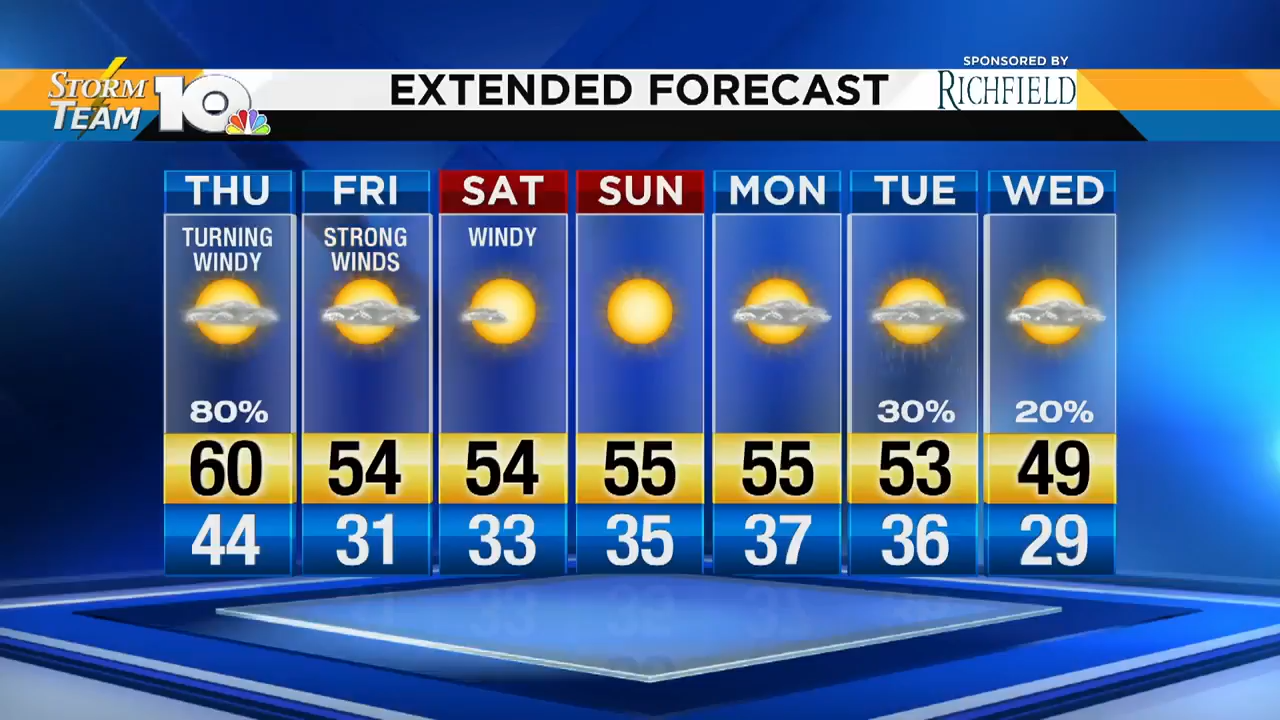 SPONSORED BY
STORM TEAM 10
EXTENDED FORECAST
RICHFIELD
THU FRI SAT SUN MON TUE WED
TURNING WINDY
STRONG WINDS
WINDY
80% 30% 20%
60 54 54 55 55 53 49
44 31 33 35 37 36 29